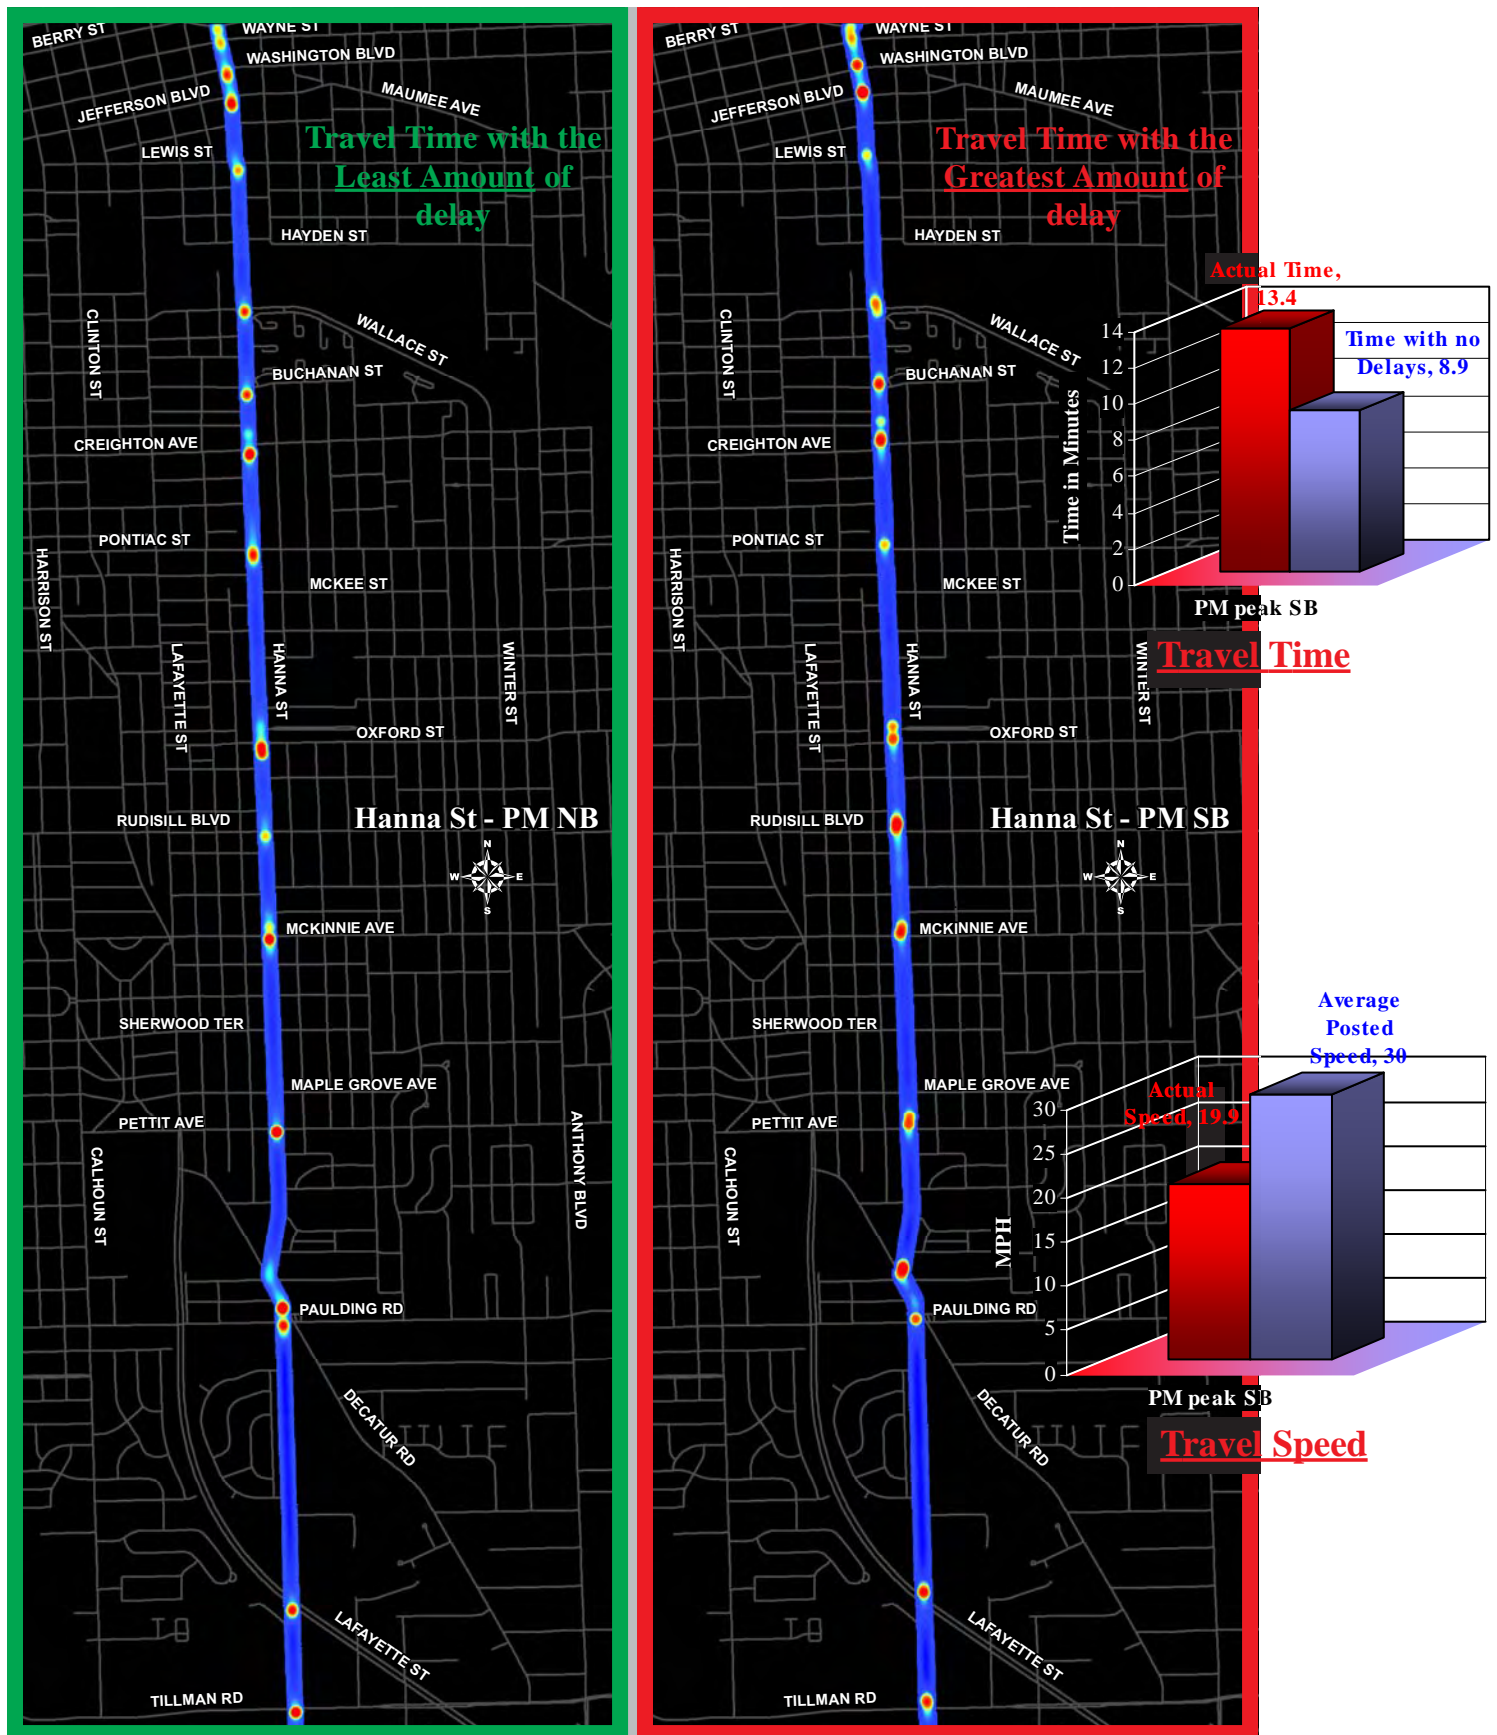 BERRY ST
WAYNE ST
WASHINGTON BLVD
JEFFERSON BLVD
MAUMEE AVE
Travel Time with the
Least Amount of
delay
LEWIS ST
HAYDEN ST
CLINTON ST
WALLACE ST
BUCHANAN ST
CREIGHTON AVE
PONTIAC ST
HARRISON ST
MCKEE ST
LAFAYETTE ST
HANNA ST
WINTER ST
OXFORD ST
RUDISILL BLVD
Hanna St - PM NB
N
W E
S
MCKINNIE AVE
SHERWOOD TER
MAPLE GROVE AVE
PETTIT AVE
ANTHONY BLVD
CALHOUN ST
PAULDING RD
DECATUR RD
LAFAYETTE ST
TILLMAN RD
BERRY ST
WAYNE ST
WASHINGTON BLVD
JEFFERSON BLVD
MAUMEE AVE
Travel Time with the
Greatest Amount of
delay
LEWIS ST
HAYDEN ST
CLINTON ST
WALLACE ST
BUCHANAN ST
CREIGHTON AVE
PONTIAC ST
HARRISON ST
MCKEE ST
LAFAYETTE ST
HANNA ST
WINTER ST
OXFORD ST
RUDISILL BLVD
Hanna St - PM SB
N
W E
S
MCKINNIE AVE
SHERWOOD TER
MAPLE GROVE AVE
PETTIT AVE
CALHOUN ST
PAULDING RD
DECATUR RD
LAFAYETTE ST
TILLMAN RD
Actual Time,
13.4
Time with no
Delays, 8.9
Time in Minutes
14
12
10
8
6
4
2
0
PM peak SB
Travel Time
Average
Posted
Speed, 30
Actual
Speed, 19.9
MPH
30
25
20
15
10
5
0
PM peak SB
Travel Speed